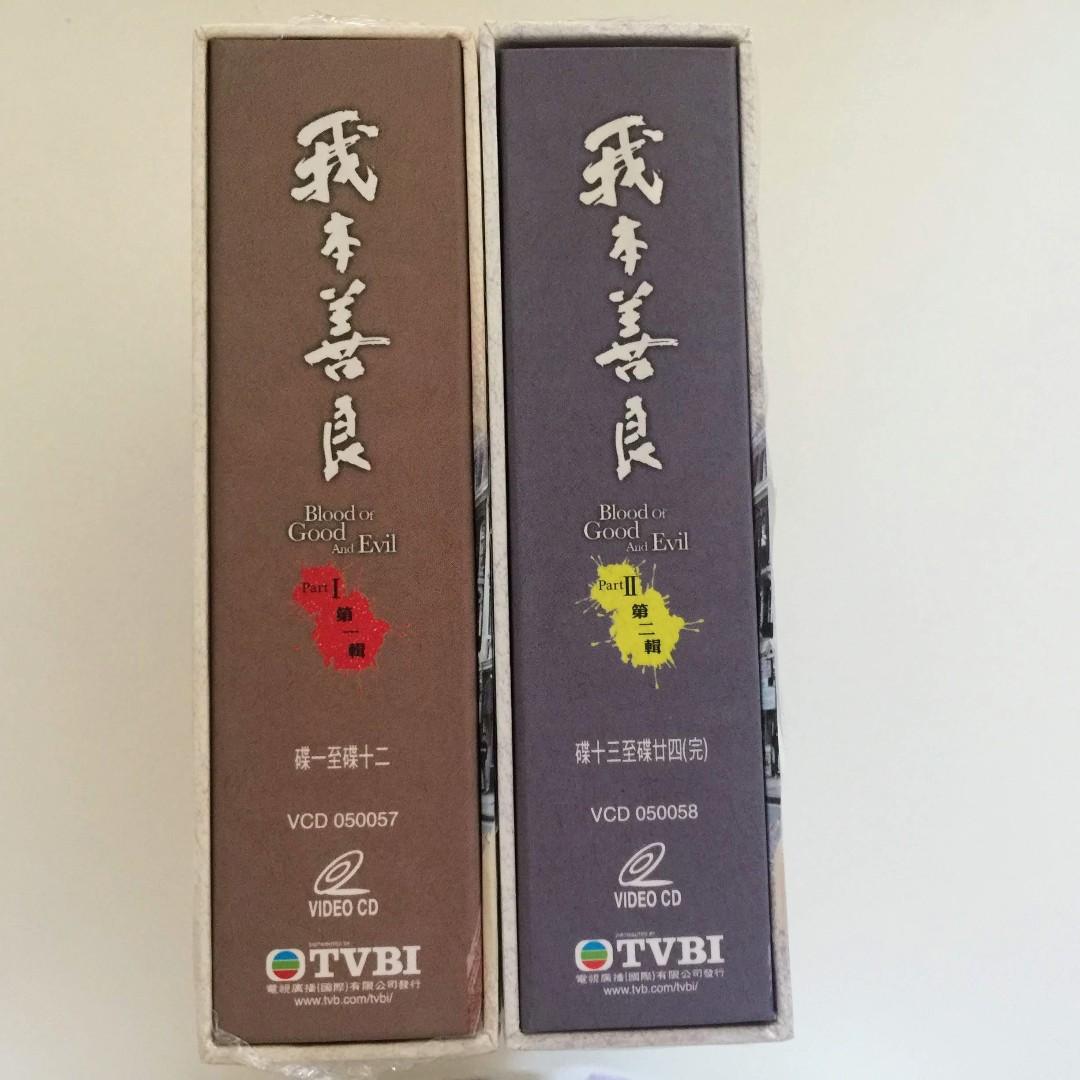 我本善良
Blood Of
Good
And Evil
Part I
第一輯
碟一至碟十二
VCD 050057
VIDEO CD
DISTRIBUTED BY
TVBI
電視廣播(國際)有限公司發行
www.tvb.com/tvbi/
我本善良
Blood Of
Good
And Evil
Part II
第二輯
碟十三至碟廿四(完)
VCD 050058
VIDEO CD
DISTRIBUTED BY
TVBI
電視廣播(國際)有限公司發行
www.tvb.com/tvbi/